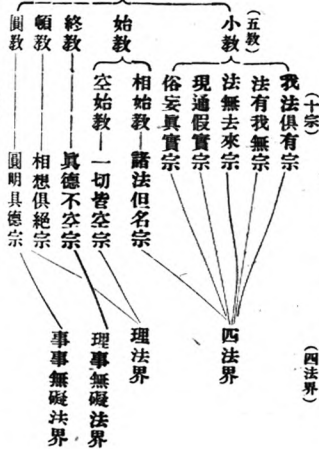 (五教)
小教
始教
相始教
空始教
終教
頓教
圓教
(十宗)
我法俱有宗
法有我無宗
法無去來宗
現通假實宗
俗妄眞實宗
諸法但名宗
一切皆空宗
眞德不空宗
相想俱絕宗
圓明具德宗
(四法界)
四法界
理法界
理事無礙法界
事事無礙法界